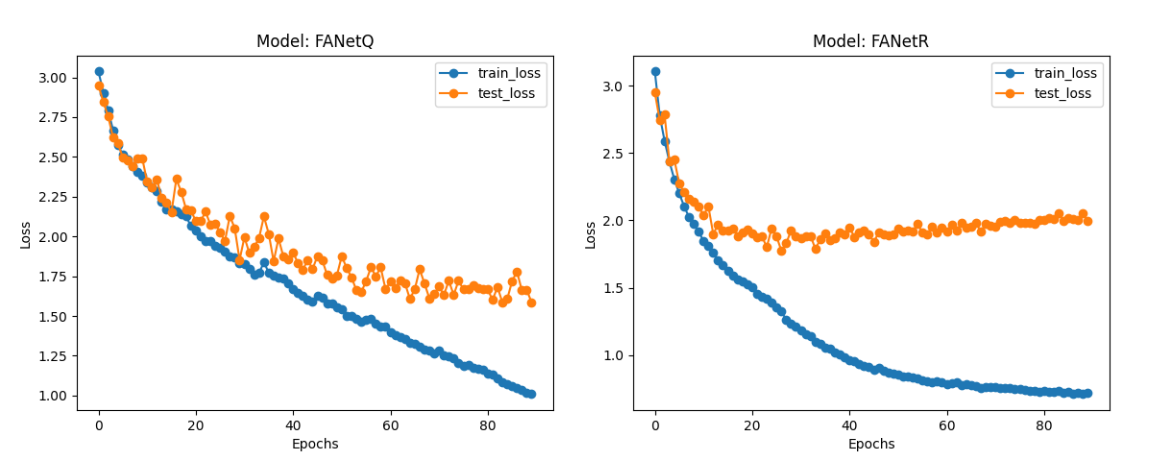 Model: FANetQ
train_loss
test_loss
3.00
2.75
2.50
2.25
2.00
1.75
1.50
1.25
1.00
Loss
0 20 40 60 80
Epochs
Model: FANetR
train_loss
test_loss
3.0
2.5
2.0
1.5
1.0
Loss
0 20 40 60 80
Epochs